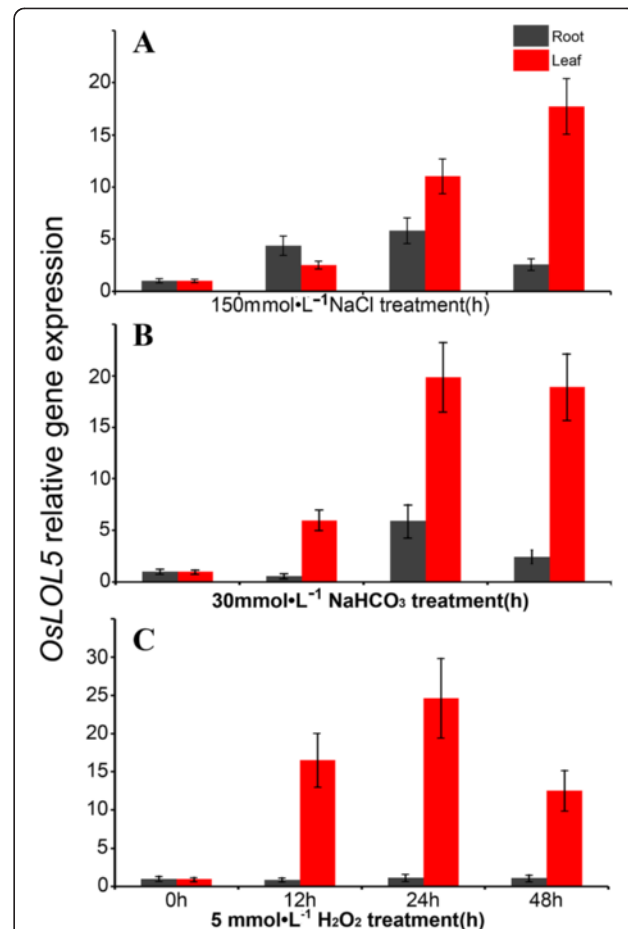 A
Root
Leaf
20
15
10
5
0
150mmol•L⁻¹NaCl treatment(h)
B
20
15
10
5
0
30mmol•L⁻¹ NaHCO₃ treatment(h)
C
30
25
20
15
10
5
0
0h 12h 24h 48h
5 mmol•L⁻¹ H₂O₂ treatment(h)
OsLOL5 relative gene expression